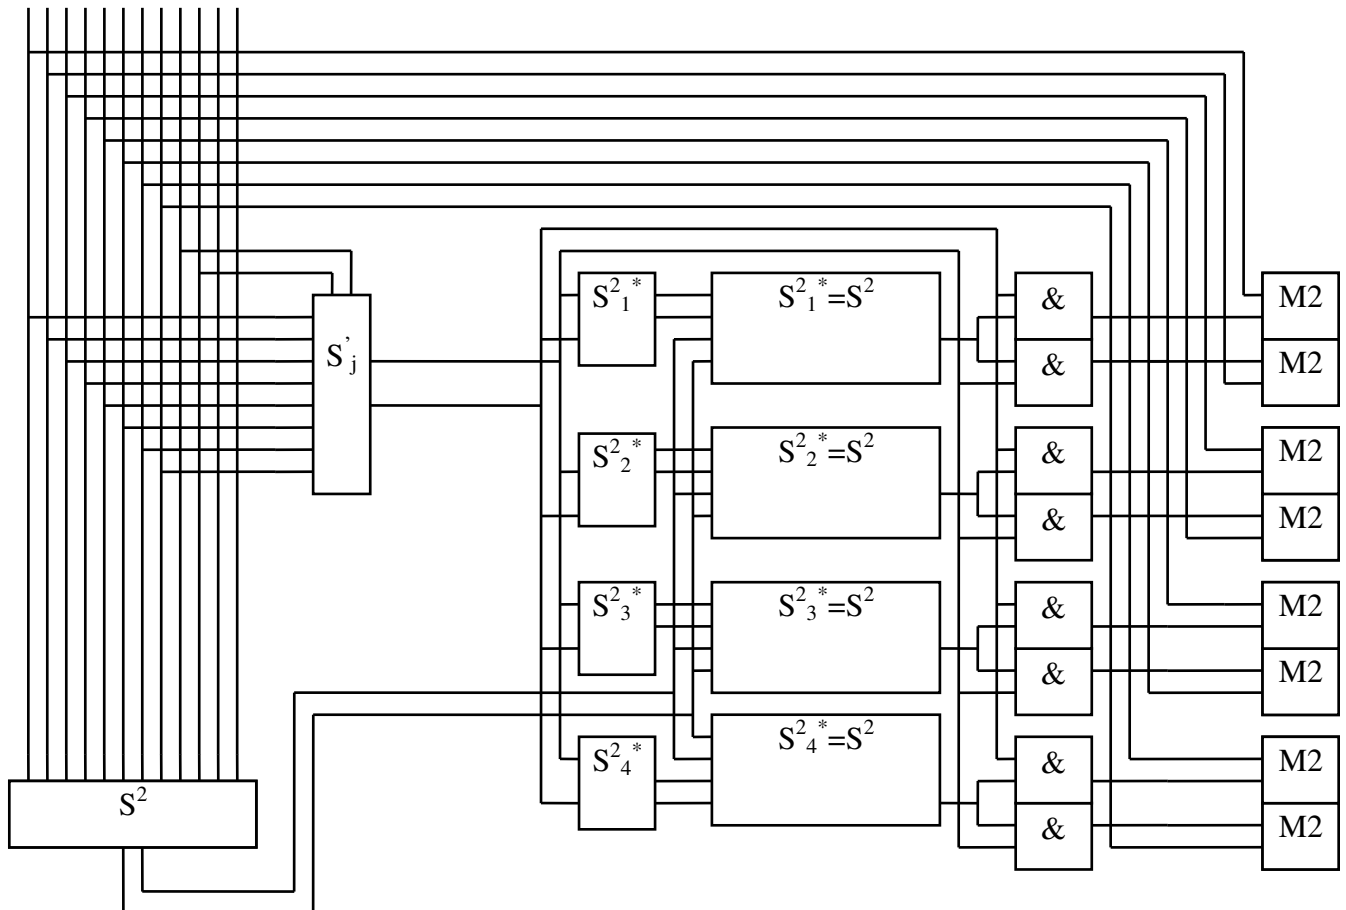 S²₁* S²₁*=S² & M2
S'ⱼ & M2
S²₂* S²₂*=S² & M2
& M2
S²₃* S²₃*=S² & M2
& M2
S²₄* S²₄*=S² & M2
S² & M2